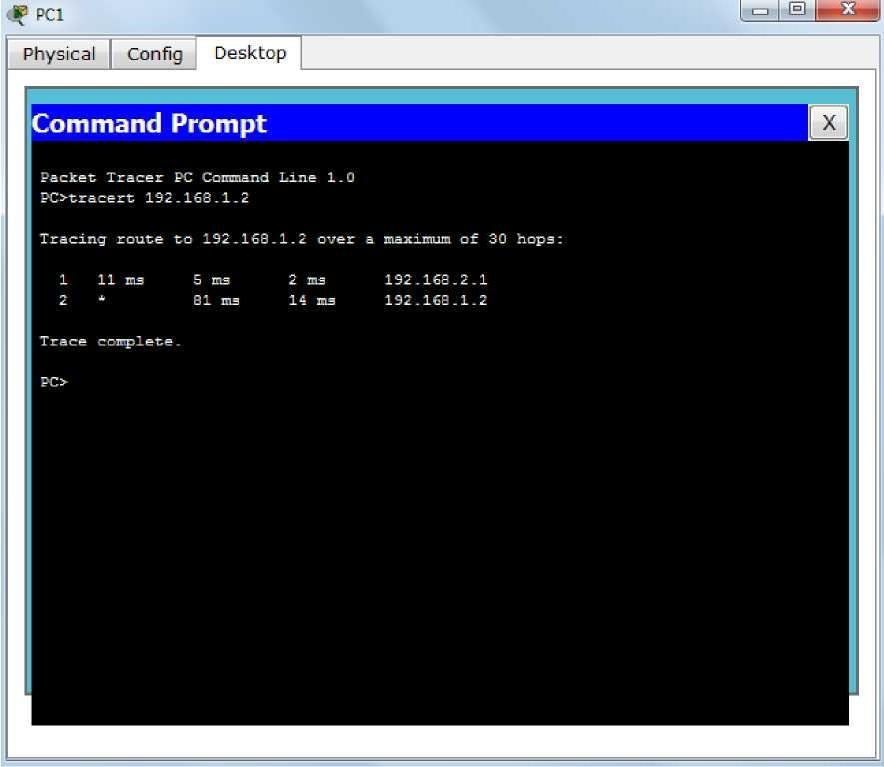 PC1
Physical Config Desktop
Command Prompt
X
Packet Tracer PC Command Line 1.0
PC>tracert 192.168.1.2
Tracing route to 192.168.1.2 over a maximum of 30 hops:
1 11 ms 5 ms 2 ms 192.168.2.1
2 * 81 ms 14 ms 192.168.1.2
Trace complete.
PC>